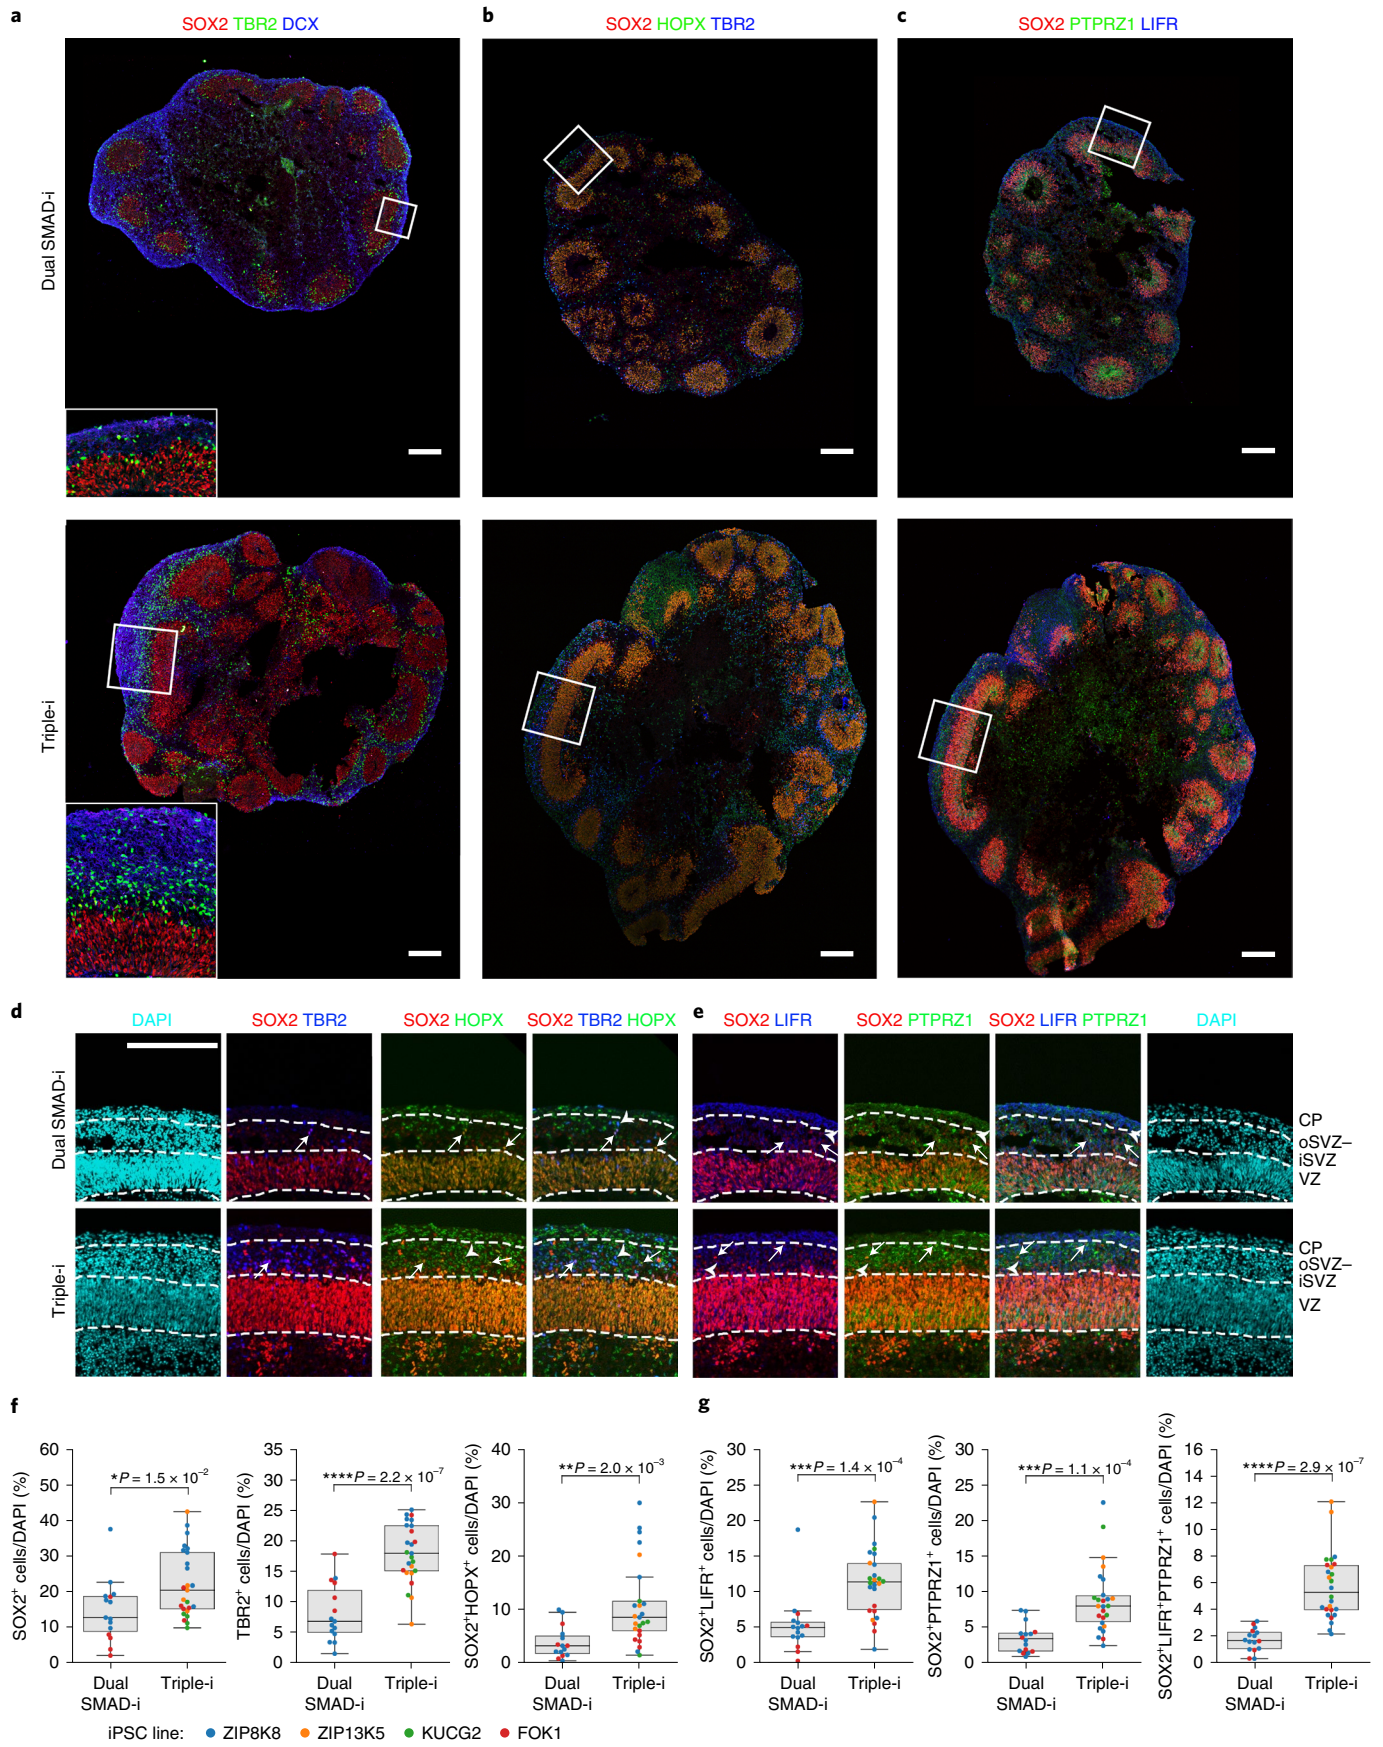 a
SOX2 TBR2 DCX
b
SOX2 HOPX TBR2
c
SOX2 PTPRZ1 LIFR
Dual SMAD-i
Triple-i
d
DAPI
SOX2 TBR2
SOX2 HOPX
SOX2 TBR2 HOPX
e
SOX2 LIFR
SOX2 PTPRZ1
SOX2 LIFR PTPRZ1
DAPI
Dual SMAD-i
CP
oSVZ–
iSVZ
VZ
Triple-i
CP
oSVZ–
iSVZ
VZ
f
SOX2⁺ cells/DAPI (%)
60
50
40
30
20
10
0
*P = 1.5 × 10⁻²
Dual
SMAD-i
Triple-i
TBR2⁺ cells/DAPI (%)
35
30
25
20
15
10
5
0
****P = 2.2 × 10⁻⁷
Dual
SMAD-i
Triple-i
SOX2⁺HOPX⁺ cells/DAPI (%)
40
30
20
10
0
**P = 2.0 × 10⁻³
Dual
SMAD-i
Triple-i
g
SOX2⁺LIFR⁺ cells/DAPI (%)
30
25
20
15
10
5
0
***P = 1.4 × 10⁻⁴
Dual
SMAD-i
Triple-i
SOX2⁺PTPRZ1⁺ cells/DAPI (%)
30
25
20
15
10
5
0
***P = 1.1 × 10⁻⁴
Dual
SMAD-i
Triple-i
SOX2⁺LIFR⁺PTPRZ1⁺ cells/DAPI (%)
16
14
12
10
8
6
4
2
0
****P = 2.9 × 10⁻⁷
Dual
SMAD-i
Triple-i
iPSC line: ZIP8K8 ZIP13K5 KUCG2 FOK1